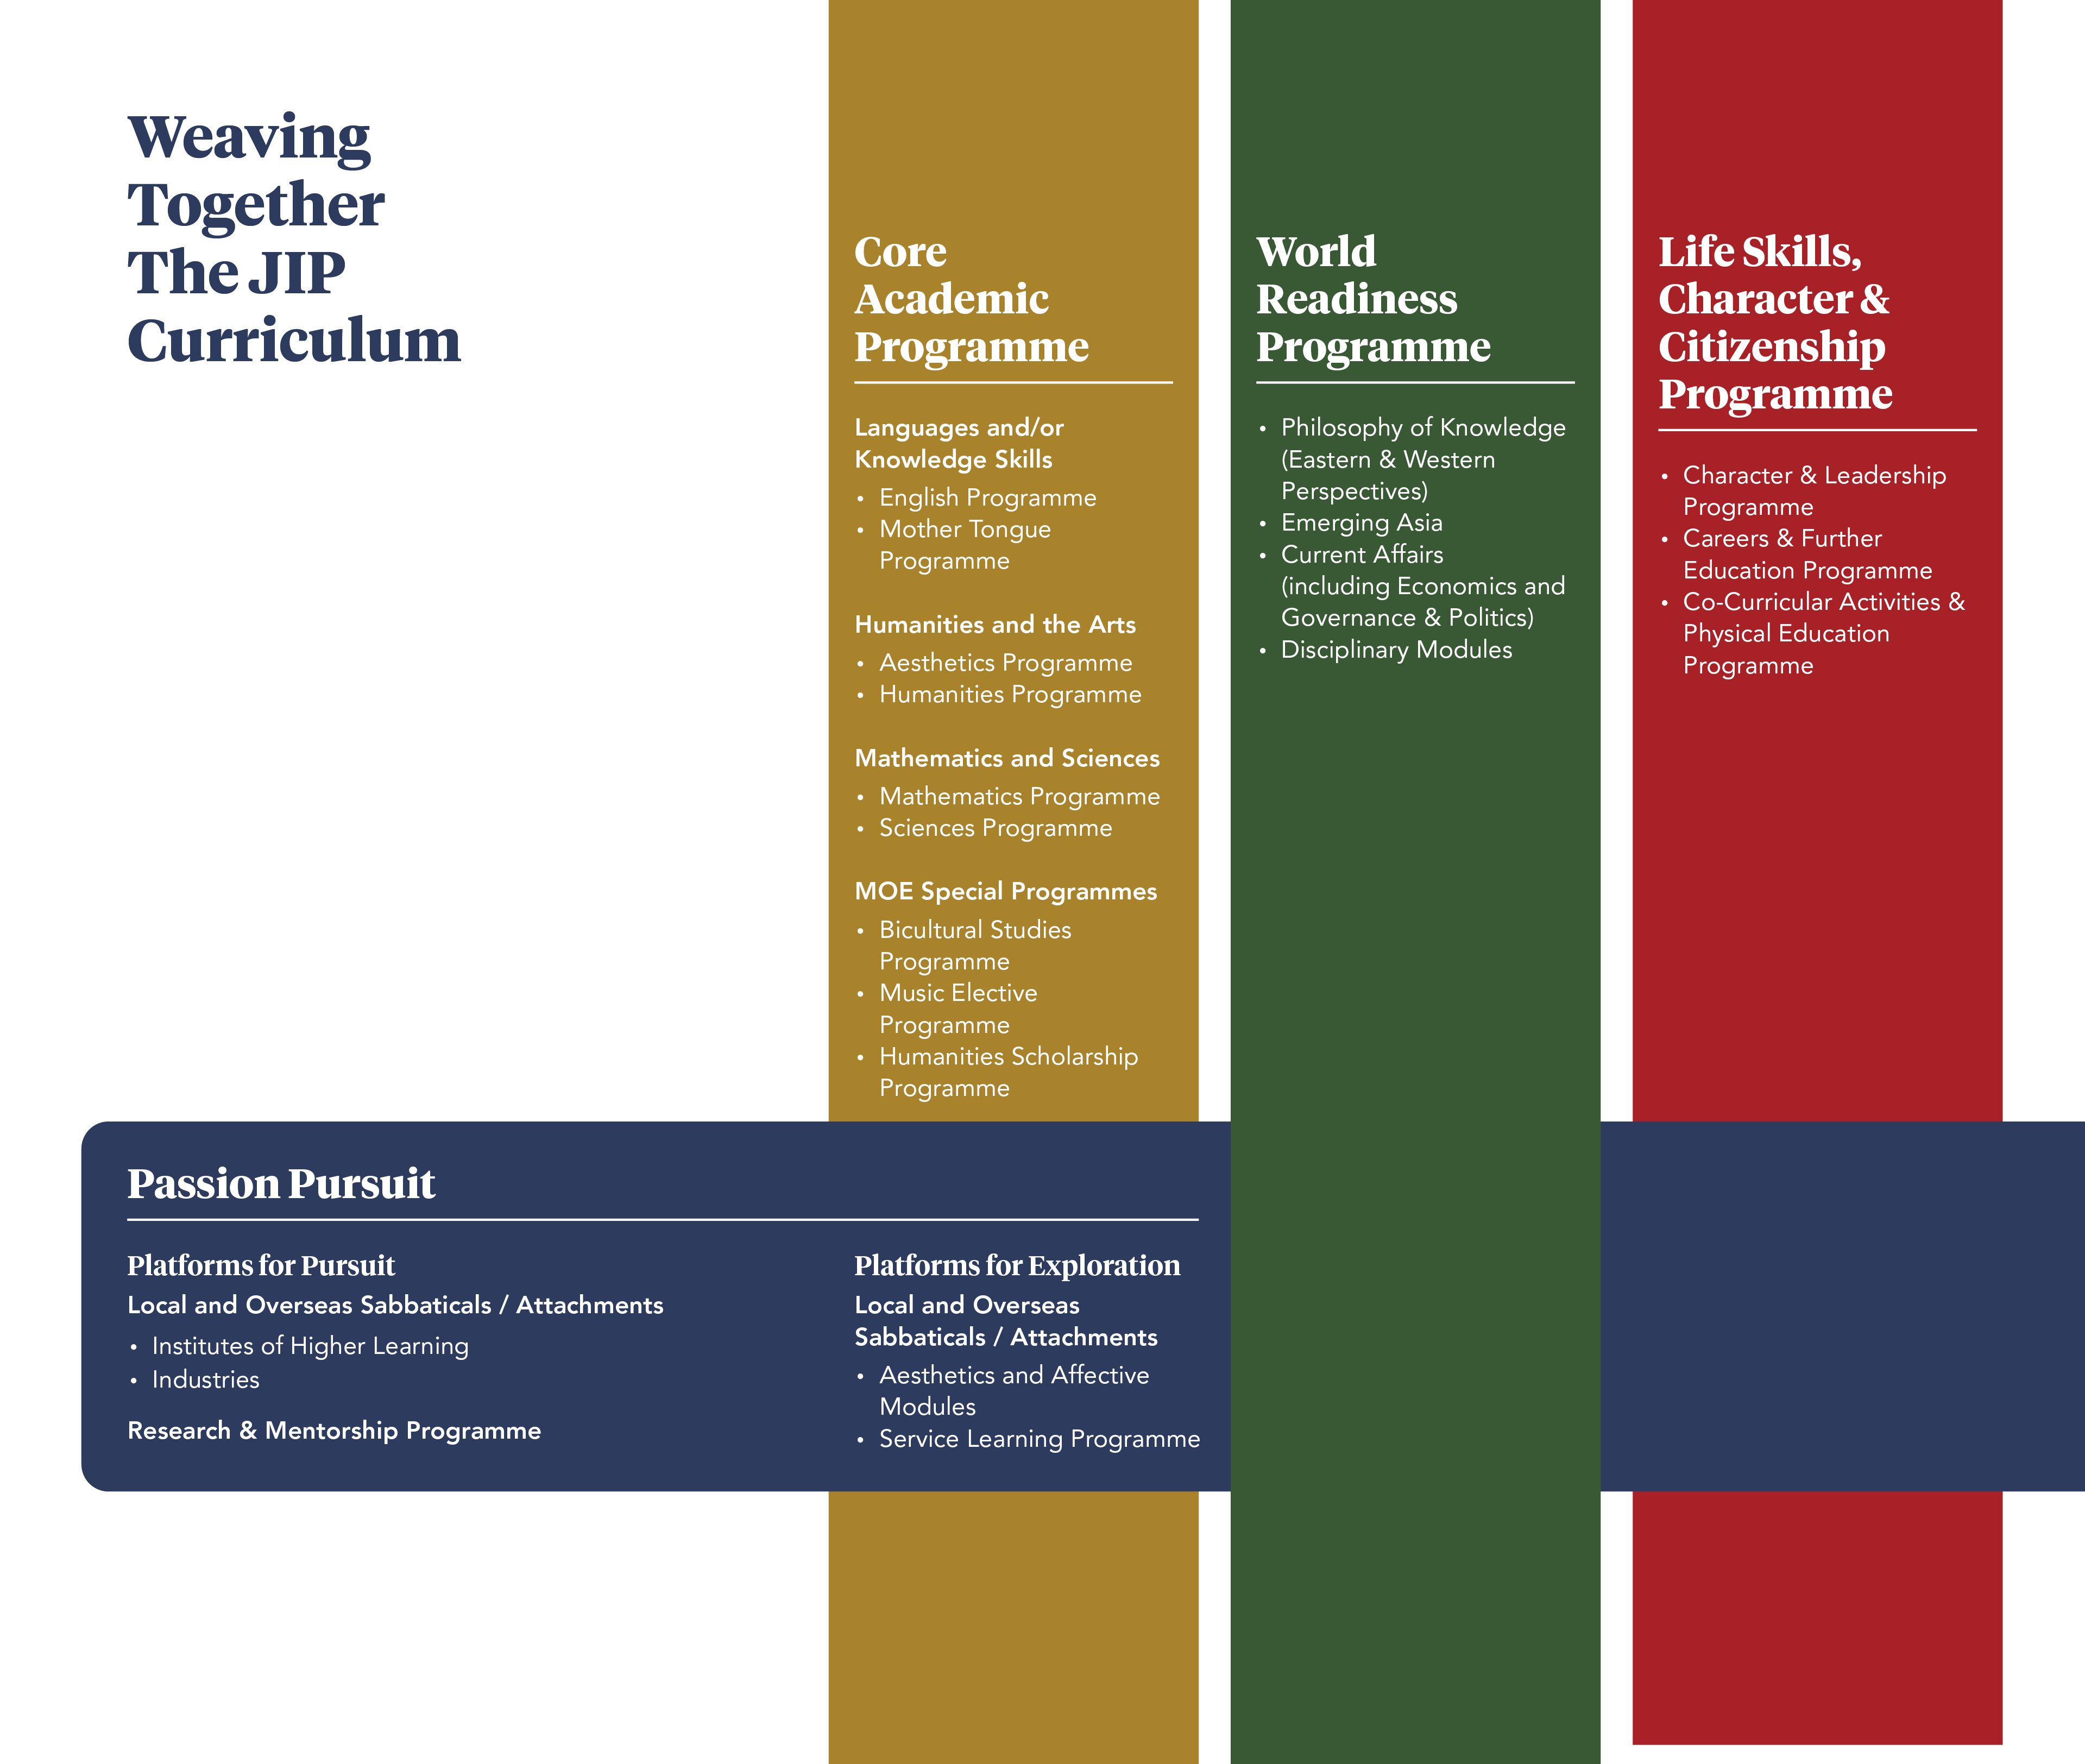 Weaving
Together
The JIP
Curriculum
Core
Academic
Programme
Languages and/or
Knowledge Skills
• English Programme
• Mother Tongue
Programme
Humanities and the Arts
• Aesthetics Programme
• Humanities Programme
Mathematics and Sciences
• Mathematics Programme
• Sciences Programme
MOE Special Programmes
• Bicultural Studies
Programme
• Music Elective
Programme
• Humanities Scholarship
Programme
World
Readiness
Programme
• Philosophy of Knowledge
(Eastern & Western
Perspectives)
• Emerging Asia
• Current Affairs
(including Economics and
Governance & Politics)
• Disciplinary Modules
Life Skills,
Character &
Citizenship
Programme
• Character & Leadership
Programme
• Careers & Further
Education Programme
• Co-Curricular Activities &
Physical Education
Programme
Passion Pursuit
Platforms for Pursuit
Local and Overseas Sabbaticals / Attachments
• Institutes of Higher Learning
• Industries
Research & Mentorship Programme
Platforms for Exploration
Local and Overseas
Sabbaticals / Attachments
• Aesthetics and Affective
Modules
• Service Learning Programme